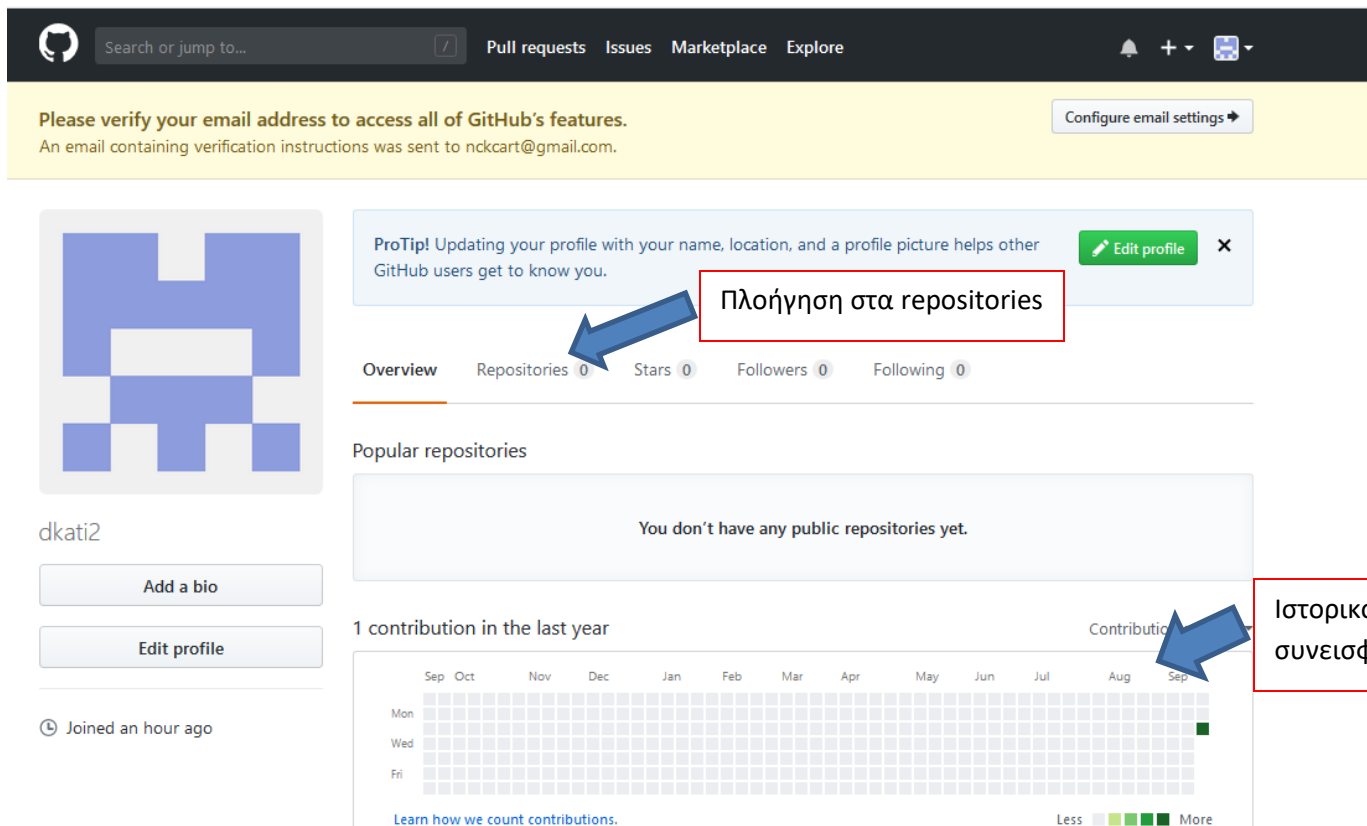 Search or jump to... /
Pull requests Issues Marketplace Explore
Please verify your email address to access all of GitHub's features.
An email containing verification instructions was sent to nckcart@gmail.com.
Configure email settings
ProTip! Updating your profile with your name, location, and a profile picture helps other
GitHub users get to know you.
Edit profile
Πλοήγηση στα repositories
Overview Repositories 0 Stars 0 Followers 0 Following 0
Popular repositories
You don't have any public repositories yet.
dkati2
Add a bio
Edit profile
Joined an hour ago
1 contribution in the last year
Sep Oct Nov Dec Jan Feb Mar Apr May Jun Jul Aug Sep
Mon
Wed
Fri
Learn how we count contributions.
Less More